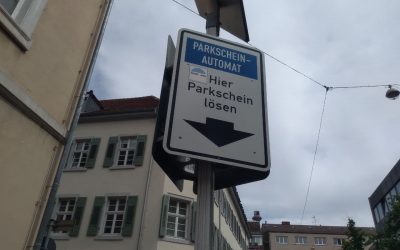 PARKSCHEIN-
AUTOMAT
Hier
Parkschein
lösen